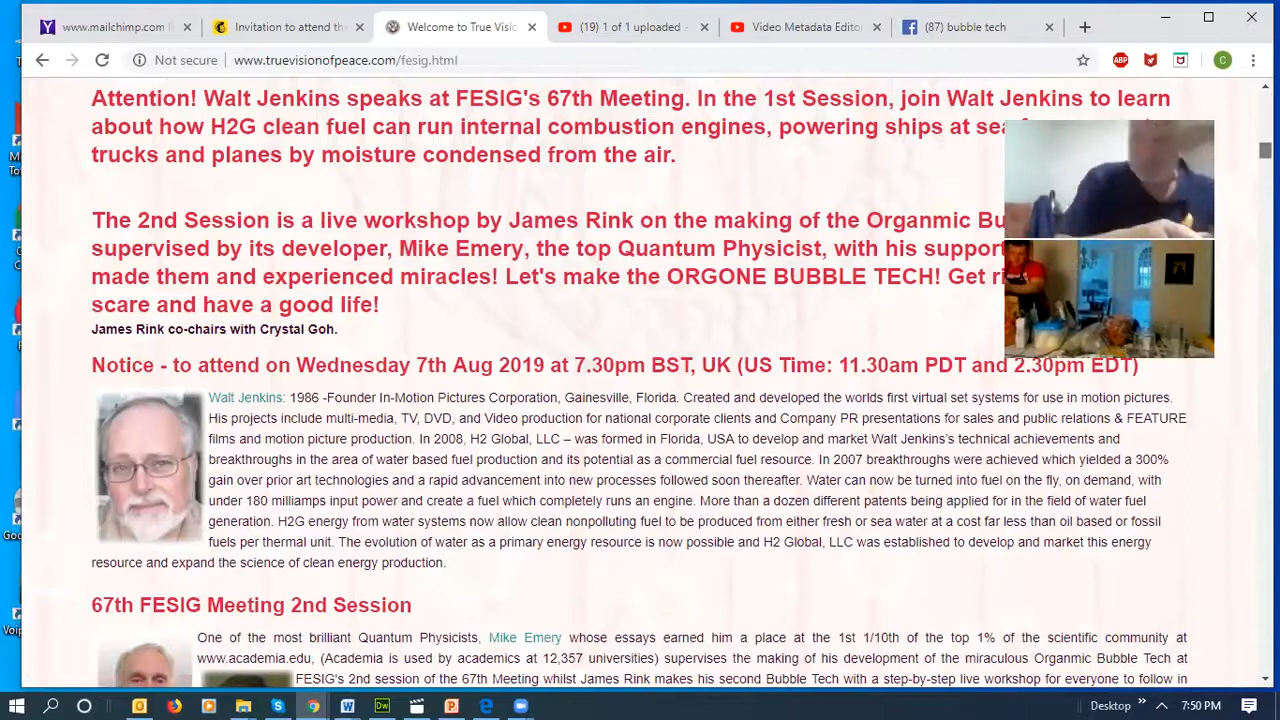 www.mailchimp.com
Invitation to attend the
Welcome to True Visio
(19) 1 of 1 uploaded -
Video Metadata Editor
(87) bubble tech
Not secure
www.truevisionofpeace.com/fesig.html
ABP
C
Attention! Walt Jenkins speaks at FESIG's 67th Meeting. In the 1st Session, join Walt Jenkins to learn
about how H2G clean fuel can run internal combustion engines, powering ships at sea
trucks and planes by moisture condensed from the air.
The 2nd Session is a live workshop by James Rink on the making of the Organmic Bu
supervised by its developer, Mike Emery, the top Quantum Physicist, with his support
made them and experienced miracles! Let's make the ORGONE BUBBLE TECH! Get ri
scare and have a good life!
James Rink co-chairs with Crystal Goh.
Notice - to attend on Wednesday 7th Aug 2019 at 7.30pm BST, UK (US Time: 11.30am PDT and 2.30pm EDT)
Walt Jenkins: 1986 -Founder In-Motion Pictures Corporation, Gainesville, Florida. Created and developed the worlds first virtual set systems for use in motion pictures.
His projects include multi-media, TV, DVD, and Video production for national corporate clients and Company PR presentations for sales and public relations & FEATURE
films and motion picture production. In 2008, H2 Global, LLC – was formed in Florida, USA to develop and market Walt Jenkins's technical achievements and
breakthroughs in the area of water based fuel production and its potential as a commercial fuel resource. In 2007 breakthroughs were achieved which yielded a 300%
gain over prior art technologies and a rapid advancement into new processes followed soon thereafter. Water can now be turned into fuel on the fly, on demand, with
under 180 milliamps input power and create a fuel which completely runs an engine. More than a dozen different patents being applied for in the field of water fuel
generation. H2G energy from water systems now allow clean nonpolluting fuel to be produced from either fresh or sea water at a cost far less than oil based or fossil
fuels per thermal unit. The evolution of water as a primary energy resource is now possible and H2 Global, LLC was established to develop and market this energy
resource and expand the science of clean energy production.
67th FESIG Meeting 2nd Session
One of the most brilliant Quantum Physicists, Mike Emery whose essays earned him a place at the 1st 1/10th of the top 1% of the scientific community at
www.academia.edu, (Academia is used by academics at 12,357 universities) supervises the making of his development of the miraculous Organmic Bubble Tech at
FESIG's 2nd session of the 67th Meeting whilst James Rink makes his second Bubble Tech with a step-by-step live workshop for everyone to follow in
Desktop
7:50 PM